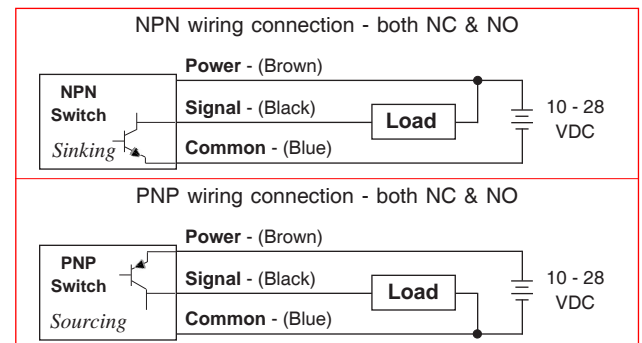 NPN wiring connection - both NC & NO
Power - (Brown)
NPN
Switch
Signal - (Black)
Load
10 - 28
VDC
Sinking
Common - (Blue)
PNP wiring connection - both NC & NO
Power - (Brown)
PNP
Switch
Signal - (Black)
Load
10 - 28
VDC
Sourcing
Common - (Blue)